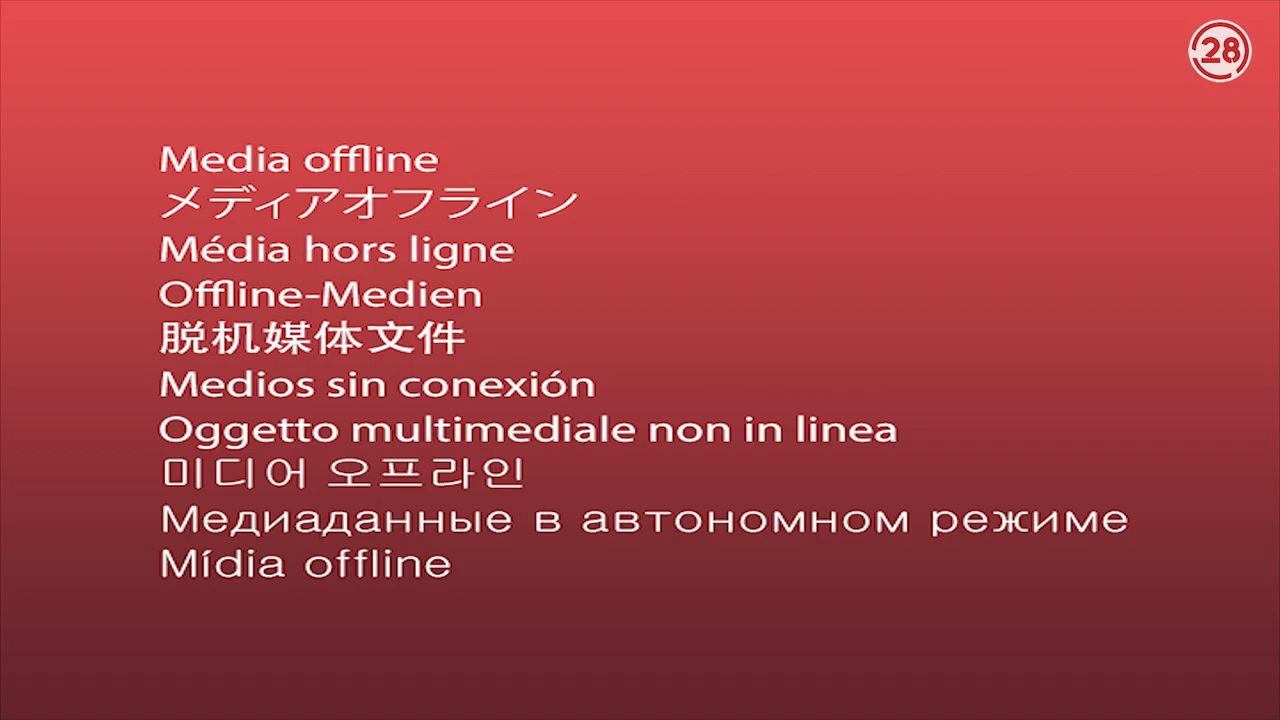 28
Media offline
メディアオフライン
Média hors ligne
Offline-Medien
脱机媒体文件
Medios sin conexión
Oggetto multimediale non in linea
미디어 오프라인
Медиаданные в автономном режиме
Mídia offline